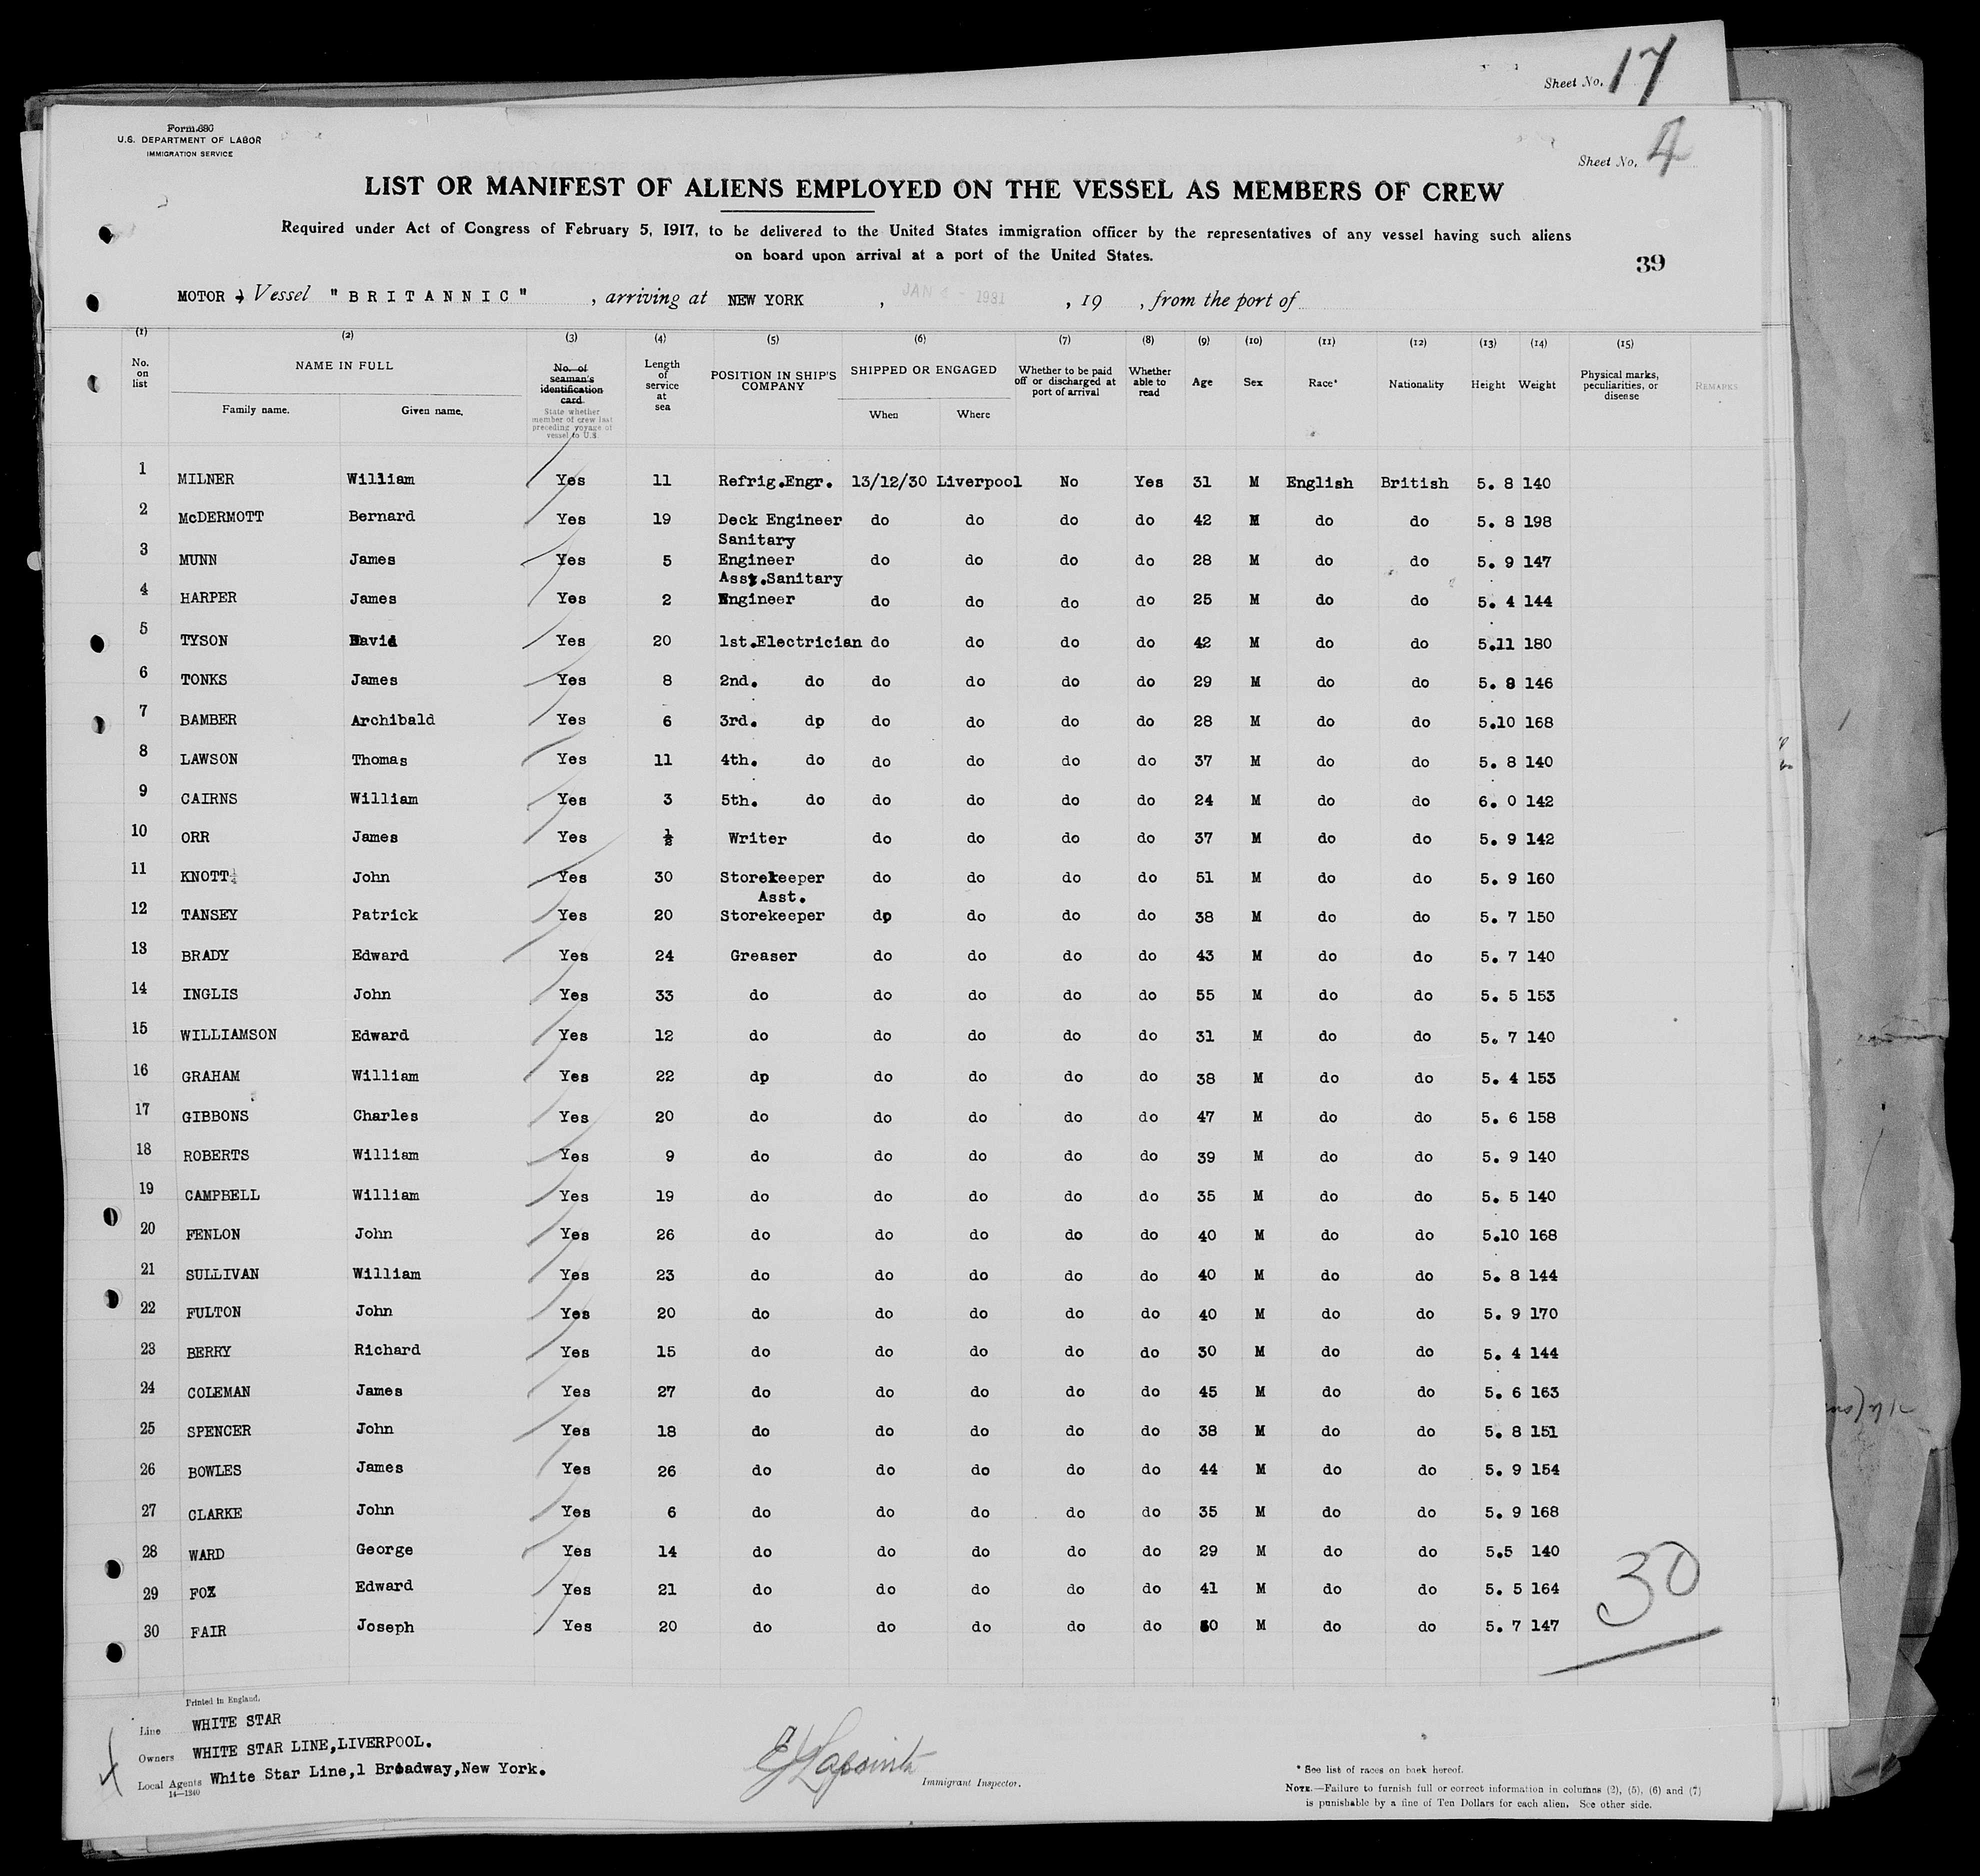 Sheet No. 17
Form 680
U.S. DEPARTMENT OF LABOR
IMMIGRATION SERVICE
Sheet No. 4
LIST OR MANIFEST OF ALIENS EMPLOYED ON THE VESSEL AS MEMBERS OF CREW
Required under Act of Congress of February 5, 1917, to be delivered to the United States immigration officer by the representatives of any vessel having such aliens
on board upon arrival at a port of the United States.
39
MOTOR Vessel "BRITANNIC", arriving at NEW YORK, JAN 1931, 19 , from the port of
(1) (2) (3) (4) (5) (6) (7) (8) (9) (10) (11) (12) (13) (14) (15)
No. on list NAME IN FULL Family name. Given name. No. of seaman's identification card. State whether member of crew last preceding voyage of vessel to U.S. Length of service at sea POSITION IN SHIP'S COMPANY SHIPPED OR ENGAGED When Where Whether to be paid off or discharged at port of arrival Whether able to read Age Sex Race* Nationality Height Weight Physical marks, peculiarities, or disease REMARKS
1 MILNER William Yes 11 Refrig.Engr. 13/12/30 Liverpool No Yes 31 M English British 5. 8 140
2 McDERMOTT Bernard Yes 19 Deck Engineer do do do do 42 M do do 5. 8 198
3 MUNN James Yes 5 Sanitary Engineer do do do do 28 M do do 5. 9 147
4 HARPER James Yes 2 Asst.Sanitary Engineer do do do do 25 M do do 5. 4 144
5 TYSON David Yes 20 1st.Electrician do do do do 42 M do do 5.11 180
6 TONKS James Yes 8 2nd. do do do do do 29 M do do 5. 8 146
7 BAMBER Archibald Yes 6 3rd. dp do do do do 28 M do do 5.10 168
8 LAWSON Thomas Yes 11 4th. do do do do do 37 M do do 5. 8 140
9 CAIRNS William Yes 3 5th. do do do do do 24 M do do 6. 0 142
10 ORR James Yes ½ Writer do do do do 37 M do do 5. 9 142
11 KNOTT¼ John Yes 30 Storekeeper do do do do 51 M do do 5. 9 160
12 TANSEY Patrick Yes 20 Asst. Storekeeper dp do do do 38 M do do 5. 7 150
13 BRADY Edward Yes 24 Greaser do do do do 43 M do do 5. 7 140
14 INGLIS John Yes 33 do do do do do 55 M do do 5. 5 153
15 WILLIAMSON Edward Yes 12 do do do do do 31 M do do 5. 7 140
16 GRAHAM William Yes 22 dp do do do do 38 M do do 5. 4 153
17 GIBBONS Charles Yes 20 do do do do do 47 M do do 5. 6 158
18 ROBERTS William Yes 9 do do do do do 39 M do do 5. 9 140
19 CAMPBELL William Yes 19 do do do do do 35 M do do 5. 5 140
20 FENLON John Yes 26 do do do do do 40 M do do 5.10 168
21 SULLIVAN William Yes 23 do do do do do 40 M do do 5. 8 144
22 FULTON John Yes 20 do do do do do 40 M do do 5. 9 170
23 BERRY Richard Yes 15 do do do do do 30 M do do 5. 4 144
24 COLEMAN James Yes 27 do do do do do 45 M do do 5. 6 163
25 SPENCER John Yes 18 do do do do do 38 M do do 5. 8 151
26 BOWLES James Yes 26 do do do do do 44 M do do 5. 9 154
27 CLARKE John Yes 6 do do do do do 35 M do do 5. 9 168
28 WARD George Yes 14 do do do do do 29 M do do 5.5 140
29 FOX Edward Yes 21 do do do do do 41 M do do 5. 5 164
30 FAIR Joseph Yes 20 do do do do do M do do 5. 7 147
30
Printed in England.
Line WHITE STAR
Owners WHITE STAR LINE,LIVERPOOL.
Local Agents White Star Line,1 Broadway,New York.
14—1240
Immigrant Inspector.
* See list of races on back hereof.
NOTE.—Failure to furnish full or correct information in columns (2), (5), (6) and (7)
is punishable by a fine of Ten Dollars for each alien. See other side.